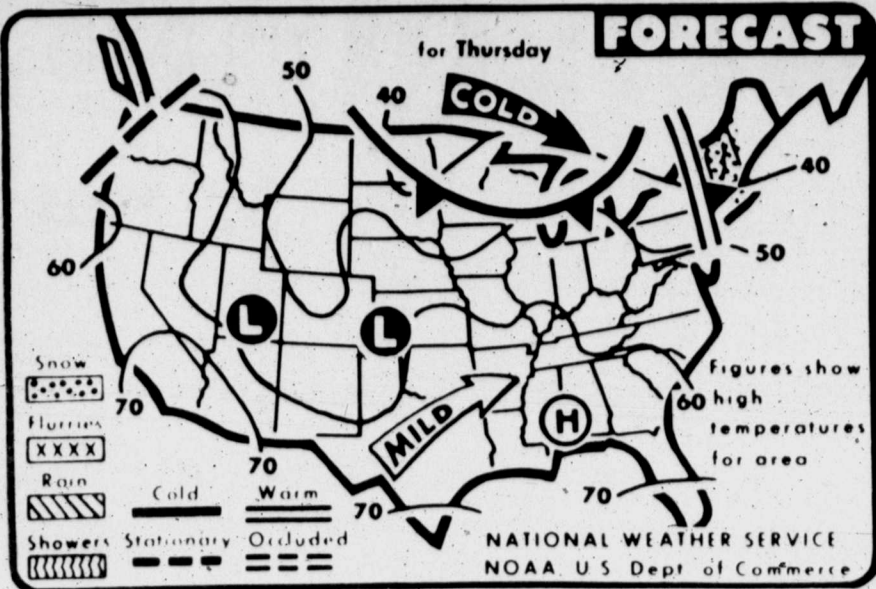 FORECAST
for Thursday
50
40
COLD
40
50
60
L
L
Snow
70
Flurries
XXXX
Rain
Showers
Cold
Warm
Stationary
Occluded
70
MILD
H
70
70
60
Figures show
high
temperatures
for area
NATIONAL WEATHER SERVICE
NOAA U S Dept of Commerce